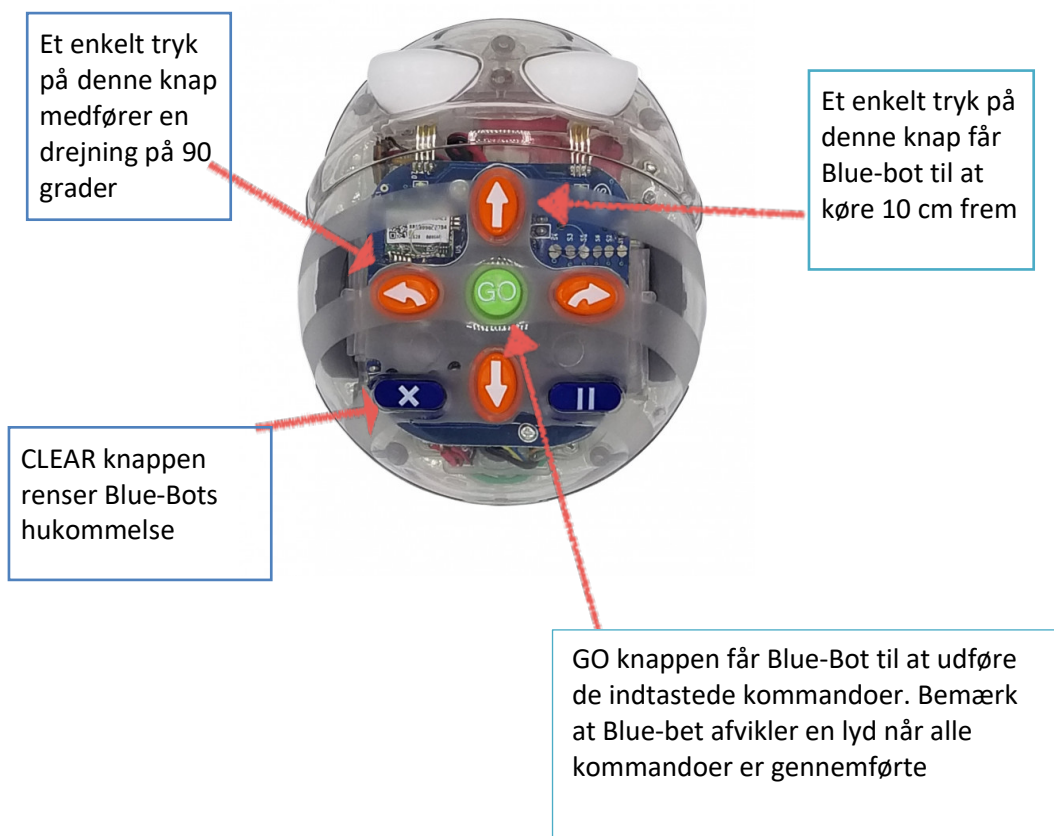 Et enkelt tryk
på denne knap
medfører en
drejning på 90
grader
Et enkelt tryk på
denne knap får
Blue-bot til at
køre 10 cm frem
GO
CLEAR knappen
renser Blue-Bots
hukommelse
GO knappen får Blue-Bot til at udføre
de indtastede kommandoer. Bemærk
at Blue-bet afvikler en lyd når alle
kommandoer er gennemførte